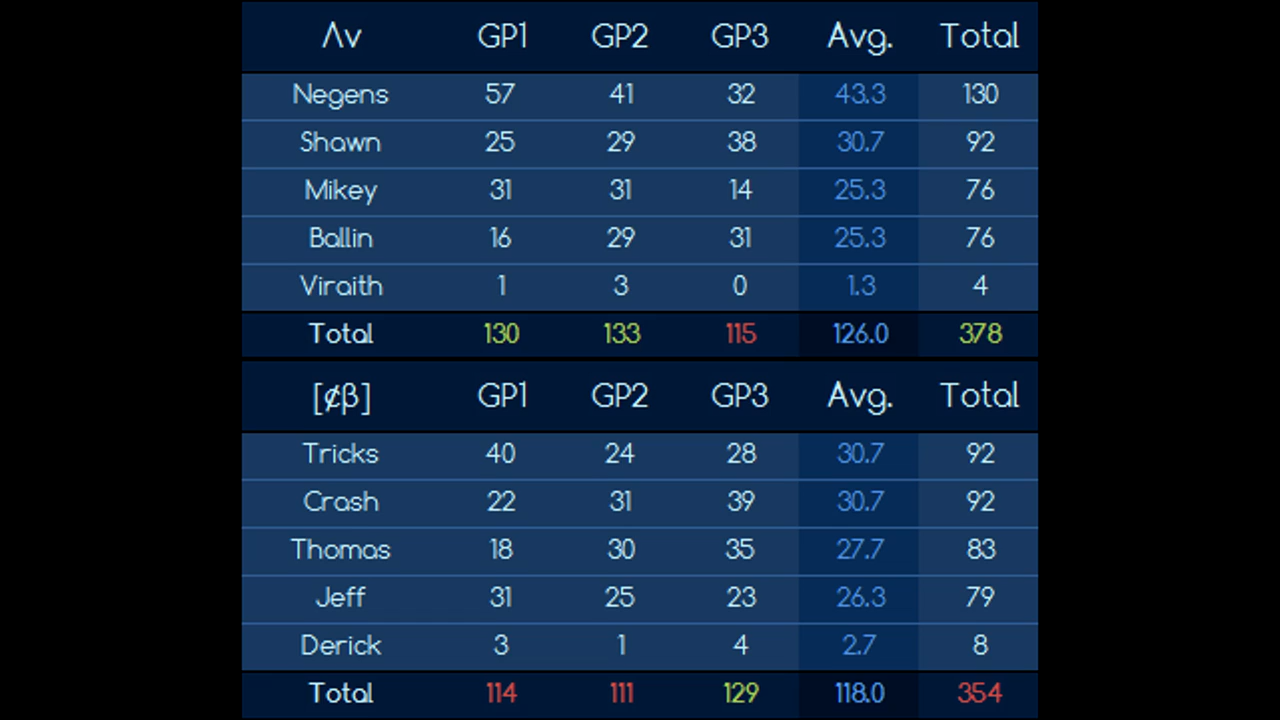 Λv GP1 GP2 GP3 Avg. Total
Negens 57 41 32 43.3 130
Shawn 25 29 38 30.7 92
Mikey 31 31 14 25.3 76
Ballin 16 29 31 25.3 76
Viraith 1 3 0 1.3 4
Total 130 133 115 126.0 378
[¢β] GP1 GP2 GP3 Avg. Total
Tricks 40 24 28 30.7 92
Crash 22 31 39 30.7 92
Thomas 18 30 35 27.7 83
Jeff 31 25 23 26.3 79
Derick 3 1 4 2.7 8
Total 114 111 129 118.0 354